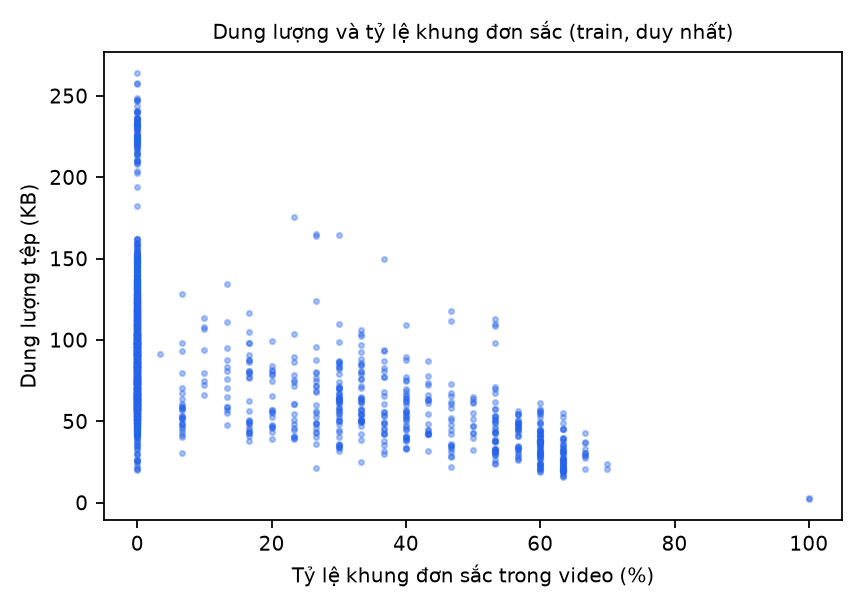 Dung lượng và tỷ lệ khung đơn sắc (train, duy nhất)
Dung lượng tệp (KB)
250
200
150
100
50
0
0 20 40 60 80 100
Tỷ lệ khung đơn sắc trong video (%)